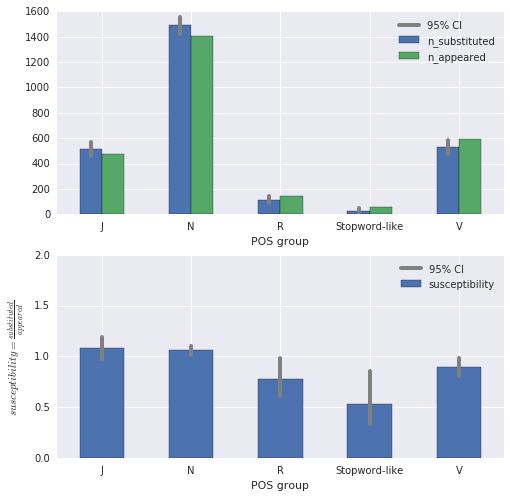 1600
1400
1200
1000
800
600
400
200
0
95% CI
n_substituted
n_appeared
J N R Stopword-like V
POS group
2.0
1.5
1.0
0.5
0.0
susceptibility = substituted / appeared
95% CI
susceptibility
J N R Stopword-like V
POS group